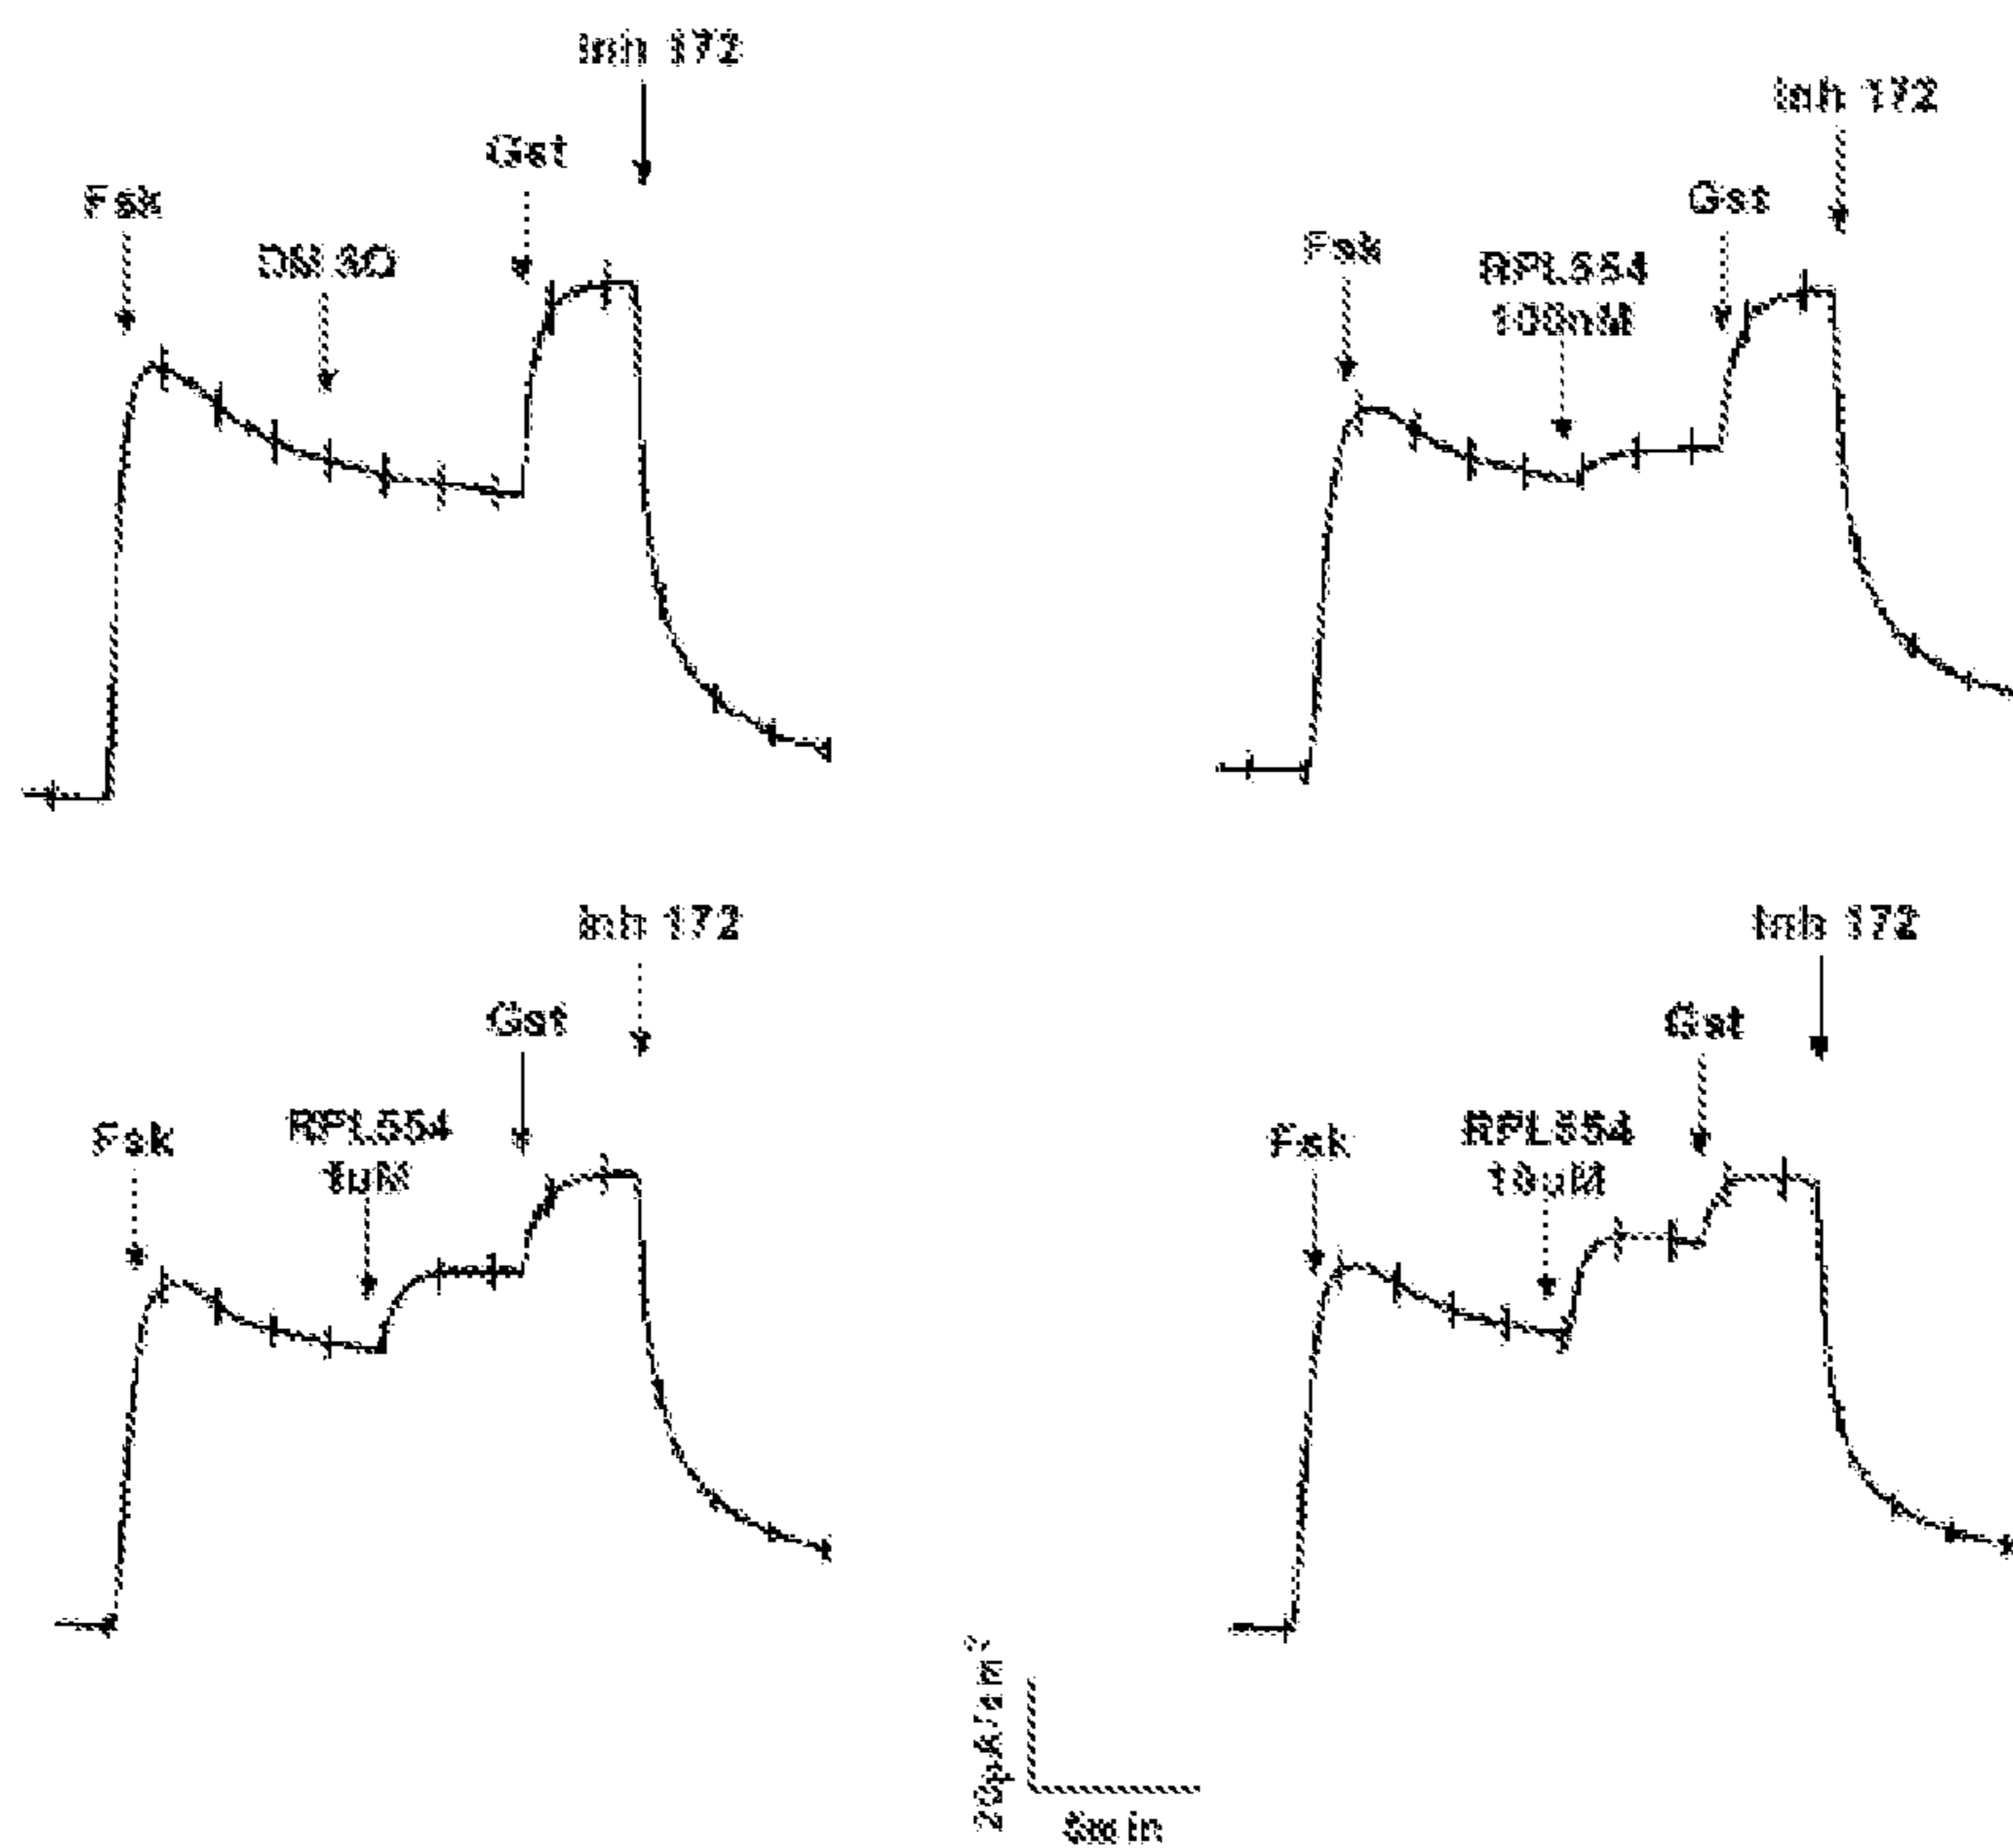 Inh 172
Gst
Fsk
DMSO
Inh 172
Gst
Fsk
RPL554
100nM
Inh 172
Gst
Fsk
RPL554
1uM
Inh 172
Gst
Fsk
RPL554
10uM
20µA/cm²
5min